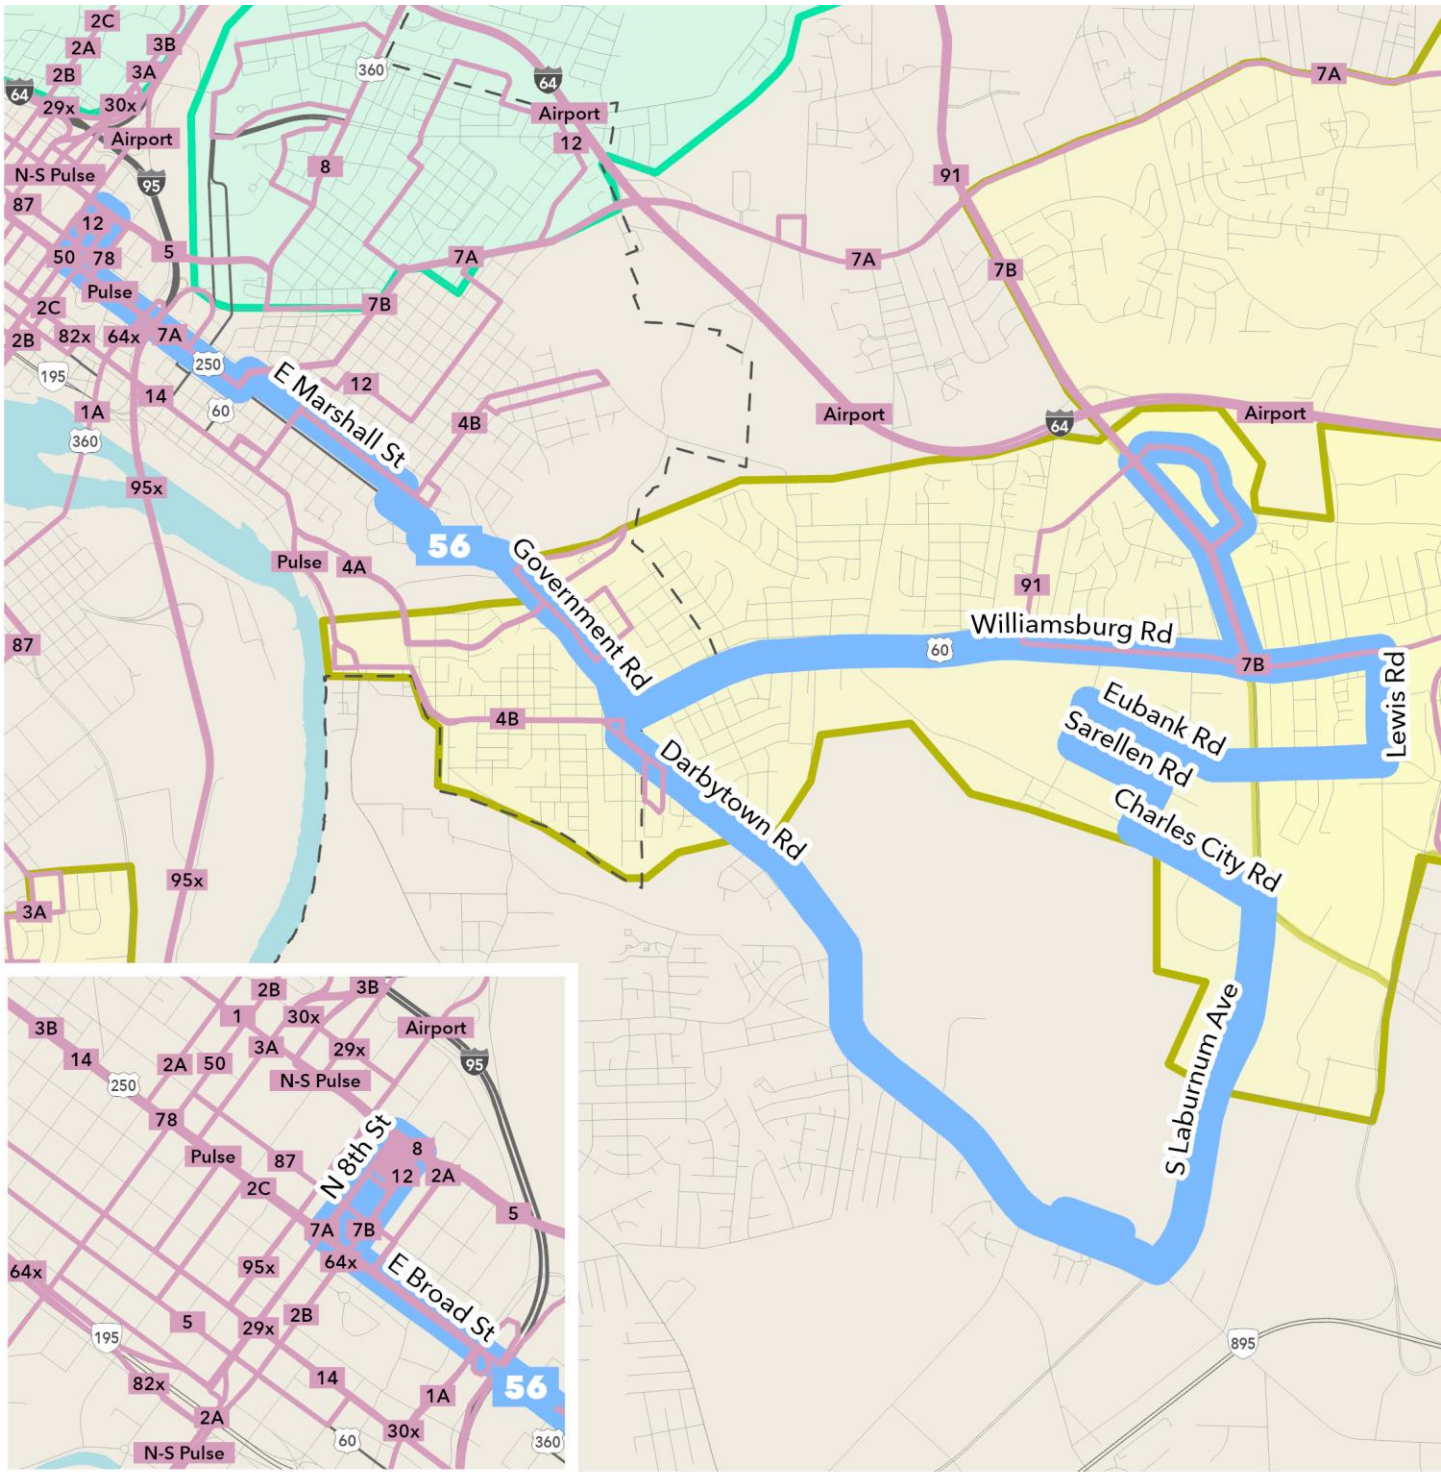 2C
2A
3B
2B
3A
64
29x
30x
Airport
360
64
Airport
12
7A
N-S Pulse
95
8
91
87
12
50
78
5
7A
7A
7B
Pulse
2C
7B
2B
82x
64x
7A
250
195
14
60
12
E Marshall St
1A
360
4B
Airport
64
Airport
95x
56
Pulse
4A
Government Rd
91
87
Williamsburg Rd
60
7B
Lewis Rd
4B
Eubank Rd
Sarellen Rd
Darbytown Rd
Charles City Rd
95x
3A
S Laburnum Ave
895
2B
3B
1
30x
3B
Airport
14
2A
50
3A
29x
95
250
N-S Pulse
78
N 8th St
8
Pulse
87
12
2A
2C
5
7A
7B
64x
95x
64x
E Broad St
5
29x
2B
195
14
82x
1A
56
2A
30x
60
360
N-S Pulse